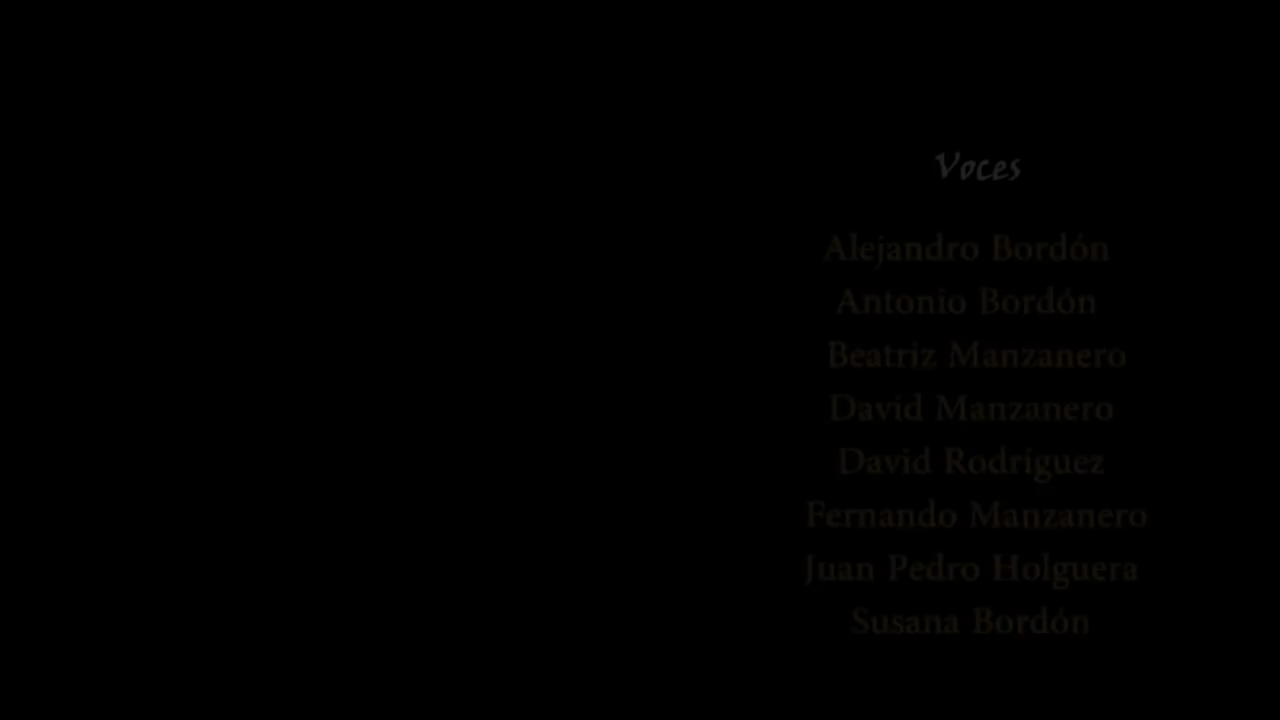 Voces
Alejandro Bordón
Antonio Bordón
Beatriz Manzanero
David Manzanero
David Rodríguez
Fernando Manzanero
Juan Pedro Holguera
Susana Bordón